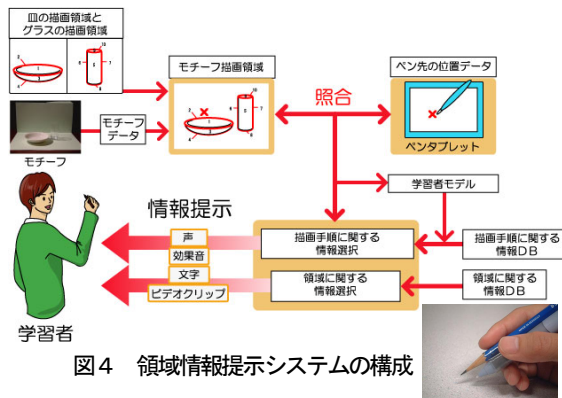 皿の描画領域と
グラスの描画領域
モチーフ描画領域
ペン先の位置データ
照合
モチーフ
データ
モチーフ
ペンタブレット
学習者モデル
情報提示
声
効果音
文字
ビデオクリップ
描画手順に関する
情報選択
描画手順に関する
情報DB
領域に関する
情報選択
領域に関する
情報DB
学習者
図4 領域情報提示システムの構成